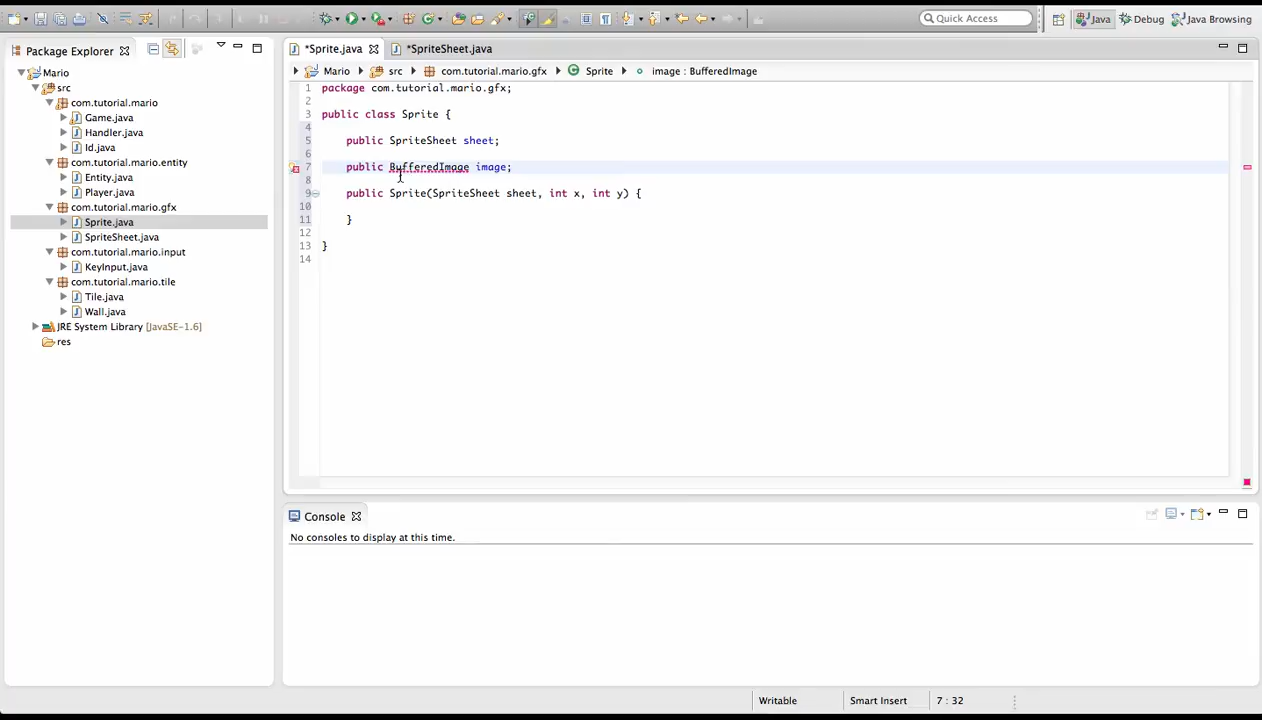 Quick Access
Java
Debug
Java Browsing
Package Explorer
*Sprite.java
*SpriteSheet.java
Mario
src
com.tutorial.mario.gfx
Sprite
image : BufferedImage
Mario
src
com.tutorial.mario
Game.java
Handler.java
Id.java
com.tutorial.mario.entity
Entity.java
Player.java
com.tutorial.mario.gfx
Sprite.java
SpriteSheet.java
com.tutorial.mario.input
KeyInput.java
com.tutorial.mario.tile
Tile.java
Wall.java
JRE System Library [JavaSE-1.6]
res
1 package com.tutorial.mario.gfx;
2
3 public class Sprite {
4
5 public SpriteSheet sheet;
6
7 public BufferedImage image;
8
9 public Sprite(SpriteSheet sheet, int x, int y) {
10
11 }
12
13 }
14
Console
No consoles to display at this time.
Writable
Smart Insert
7 : 32